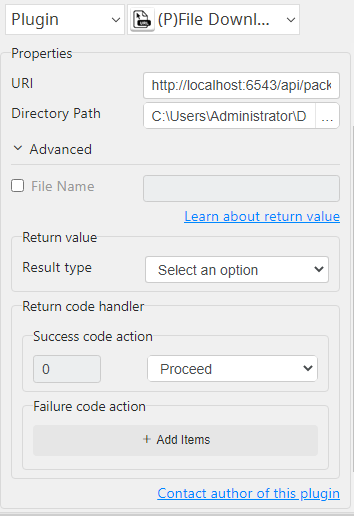 Plugin
URL
(P)File Downl...
Properties
URI
http://localhost:6543/api/pack
Directory Path
C:\Users\Administrator\D
...
Advanced
File Name
Learn about return value
Return value
Result type
Select an option
Return code handler
Success code action
0
Proceed
Failure code action
+ Add Items
Contact author of this plugin